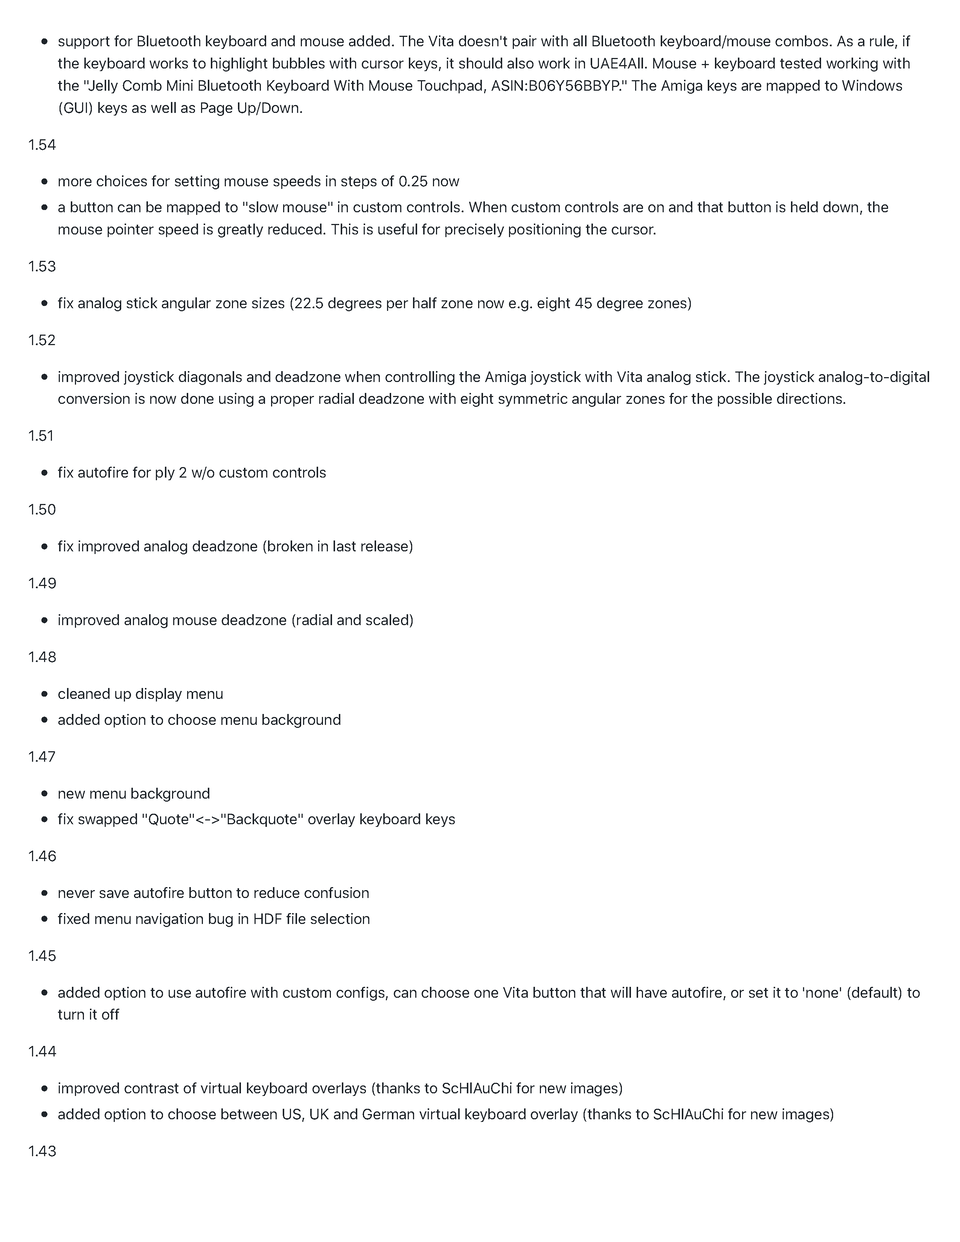 • support for Bluetooth keyboard and mouse added. The Vita doesn't pair with all Bluetooth keyboard/mouse combos. As a rule, if
the keyboard works to highlight bubbles with cursor keys, it should also work in UAE4All. Mouse + keyboard tested working with
the "Jelly Comb Mini Bluetooth Keyboard With Mouse Touchpad, ASIN:B06Y56BBYP." The Amiga keys are mapped to Windows
(GUI) keys as well as Page Up/Down.
1.54
• more choices for setting mouse speeds in steps of 0.25 now
• a button can be mapped to "slow mouse" in custom controls. When custom controls are on and that button is held down, the
mouse pointer speed is greatly reduced. This is useful for precisely positioning the cursor.
1.53
• fix analog stick angular zone sizes (22.5 degrees per half zone now e.g. eight 45 degree zones)
1.52
• improved joystick diagonals and deadzone when controlling the Amiga joystick with Vita analog stick. The joystick analog-to-digital
conversion is now done using a proper radial deadzone with eight symmetric angular zones for the possible directions.
1.51
• fix autofire for ply 2 w/o custom controls
1.50
• fix improved analog deadzone (broken in last release)
1.49
• improved analog mouse deadzone (radial and scaled)
1.48
• cleaned up display menu
• added option to choose menu background
1.47
• new menu background
• fix swapped "Quote"<->"Backquote" overlay keyboard keys
1.46
• never save autofire button to reduce confusion
• fixed menu navigation bug in HDF file selection
1.45
• added option to use autofire with custom configs, can choose one Vita button that will have autofire, or set it to 'none' (default) to
turn it off
1.44
• improved contrast of virtual keyboard overlays (thanks to ScHlAuChi for new images)
• added option to choose between US, UK and German virtual keyboard overlay (thanks to ScHlAuChi for new images)
1.43